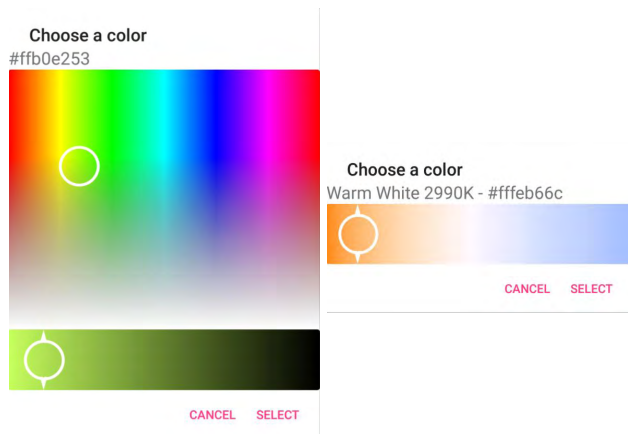 Choose a color
#ffb0e253
CANCEL SELECT
Choose a color
Warm White 2990K - #fffeb66c
CANCEL SELECT